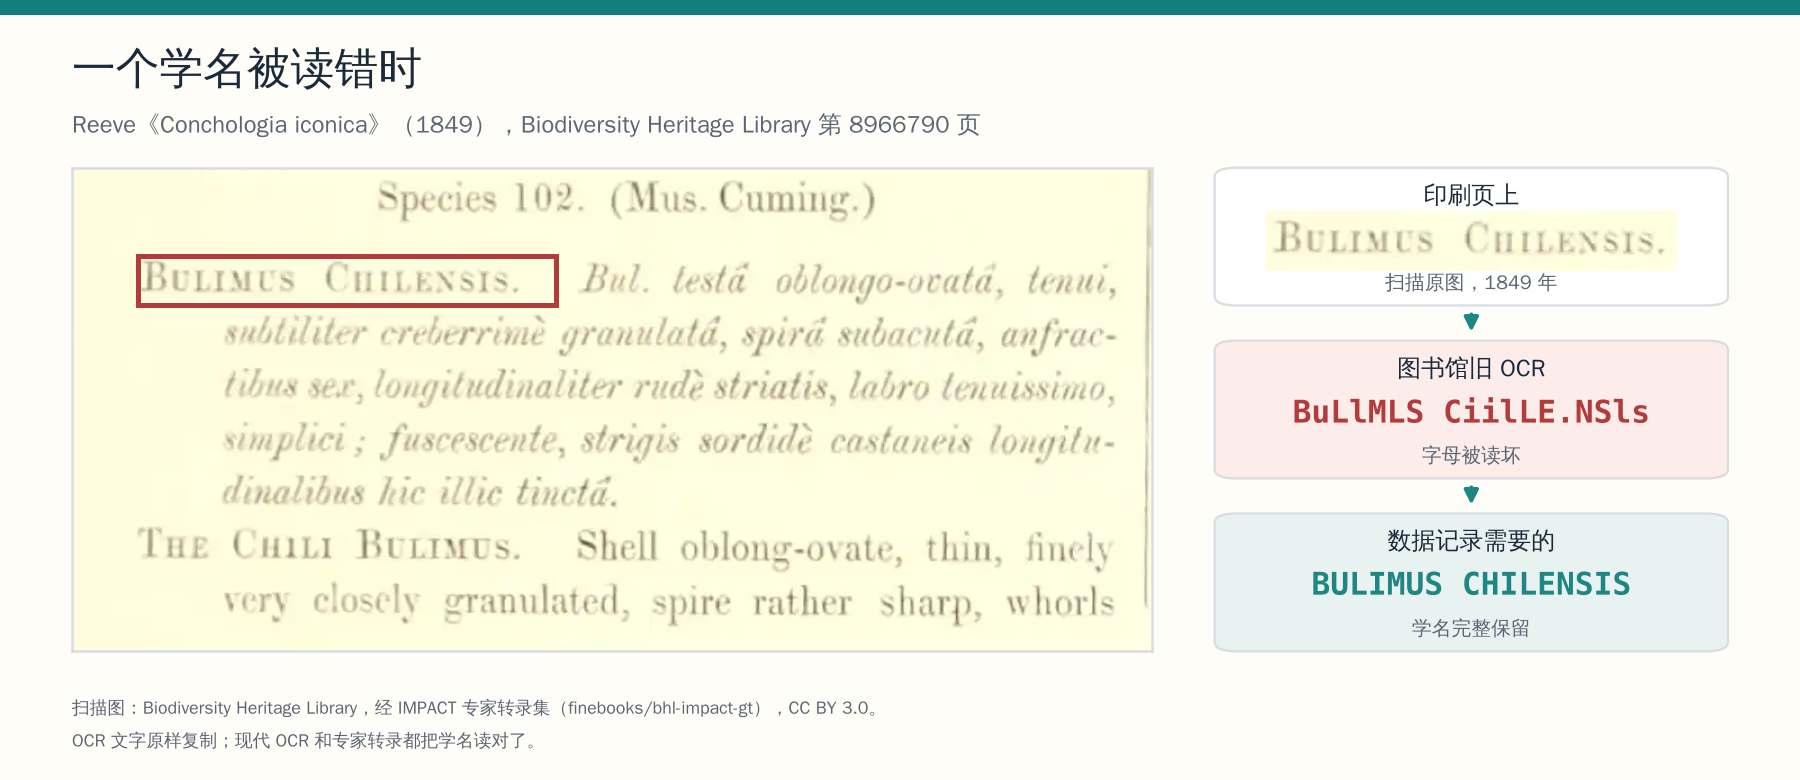 一个学名被读错时
Reeve《Conchologia iconica》（1849），Biodiversity Heritage Library 第 8966790 页
Species 102. (Mus. Cuming.)
BULIMUS CHILENSIS. Bul. testâ oblongo-ovatâ, tenui,
subtiliter creberrimè granulatâ, spirâ subacutâ, anfrac-
tibus sex, longitudinaliter rudè striatis, labro tenuissimo,
simplici; fuscescente, strigis sordidè castaneis longitu-
dinalibus hic illic tinctâ.
THE CHILI BULIMUS. Shell oblong-ovate, thin, finely
very closely granulated, spire rather sharp, whorls
印刷页上
BULIMUS CHILENSIS.
扫描原图，1849 年
图书馆旧 OCR
BuLlMLS CiilLE.NSls
字母被读坏
数据记录需要的
BULIMUS CHILENSIS
学名完整保留
扫描图：Biodiversity Heritage Library，经 IMPACT 专家转录集（finebooks/bhl-impact-gt），CC BY 3.0。
OCR 文字原样复制；现代 OCR 和专家转录都把学名读对了。